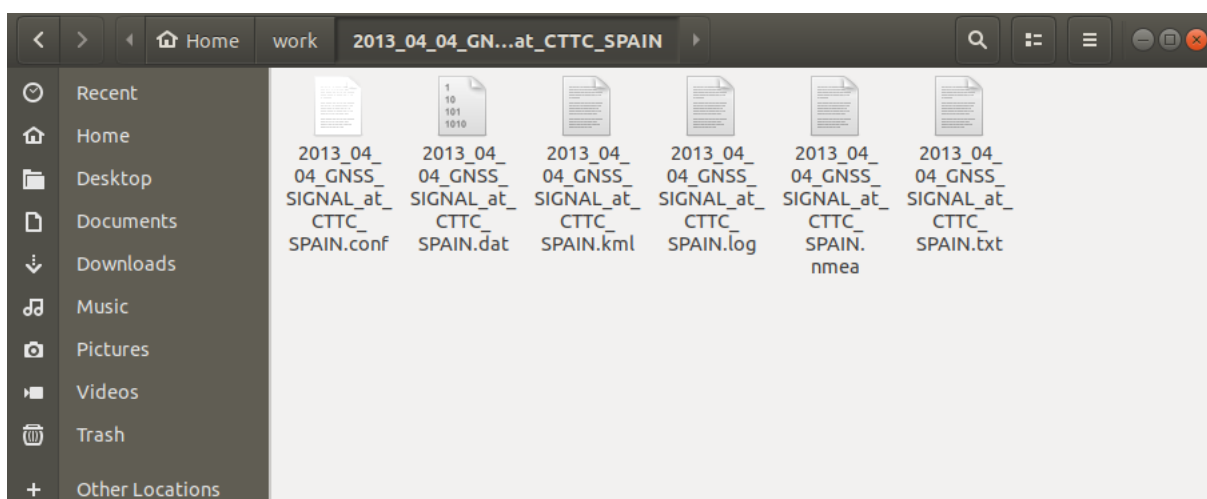 Home work 2013_04_04_GN...at_CTTC_SPAIN
Recent
Home
Desktop
Documents
Downloads
Music
Pictures
Videos
Trash
Other Locations
1
10
101
1010
2013_04_
04_GNSS_
SIGNAL_at_
CTTC_
SPAIN.conf
2013_04_
04_GNSS_
SIGNAL_at_
CTTC_
SPAIN.dat
2013_04_
04_GNSS_
SIGNAL_at_
CTTC_
SPAIN.kml
2013_04_
04_GNSS_
SIGNAL_at_
CTTC_
SPAIN.log
2013_04_
04_GNSS_
SIGNAL_at_
CTTC_
SPAIN.
nmea
2013_04_
04_GNSS_
SIGNAL_at_
CTTC_
SPAIN.txt